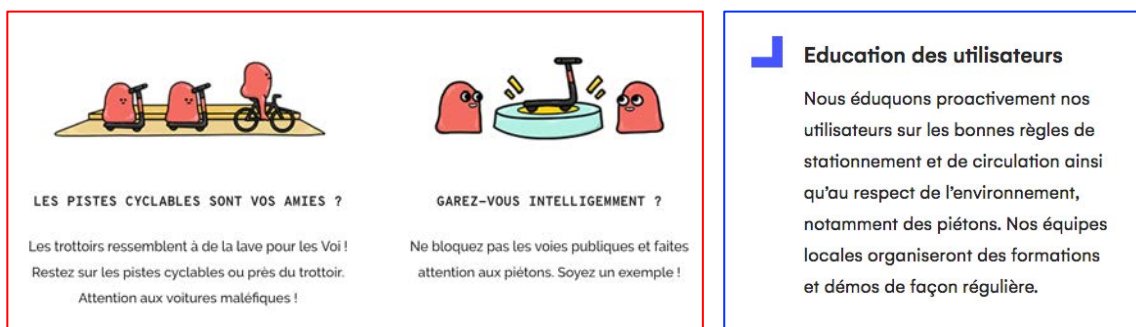 LES PISTES CYCLABLES SONT VOS AMIES ?
Les trottoirs ressemblent à de la lave pour les Voi !
Restez sur les pistes cyclables ou près du trottoir.
Attention aux voitures maléfiques !
GAREZ-VOUS INTELLIGEMMENT ?
Ne bloquez pas les voies publiques et faites
attention aux piétons. Soyez un exemple !
Education des utilisateurs
Nous éduquons proactivement nos
utilisateurs sur les bonnes règles de
stationnement et de circulation ainsi
qu'au respect de l'environnement,
notamment des piétons. Nos équipes
locales organiseront des formations
et démos de façon régulière.